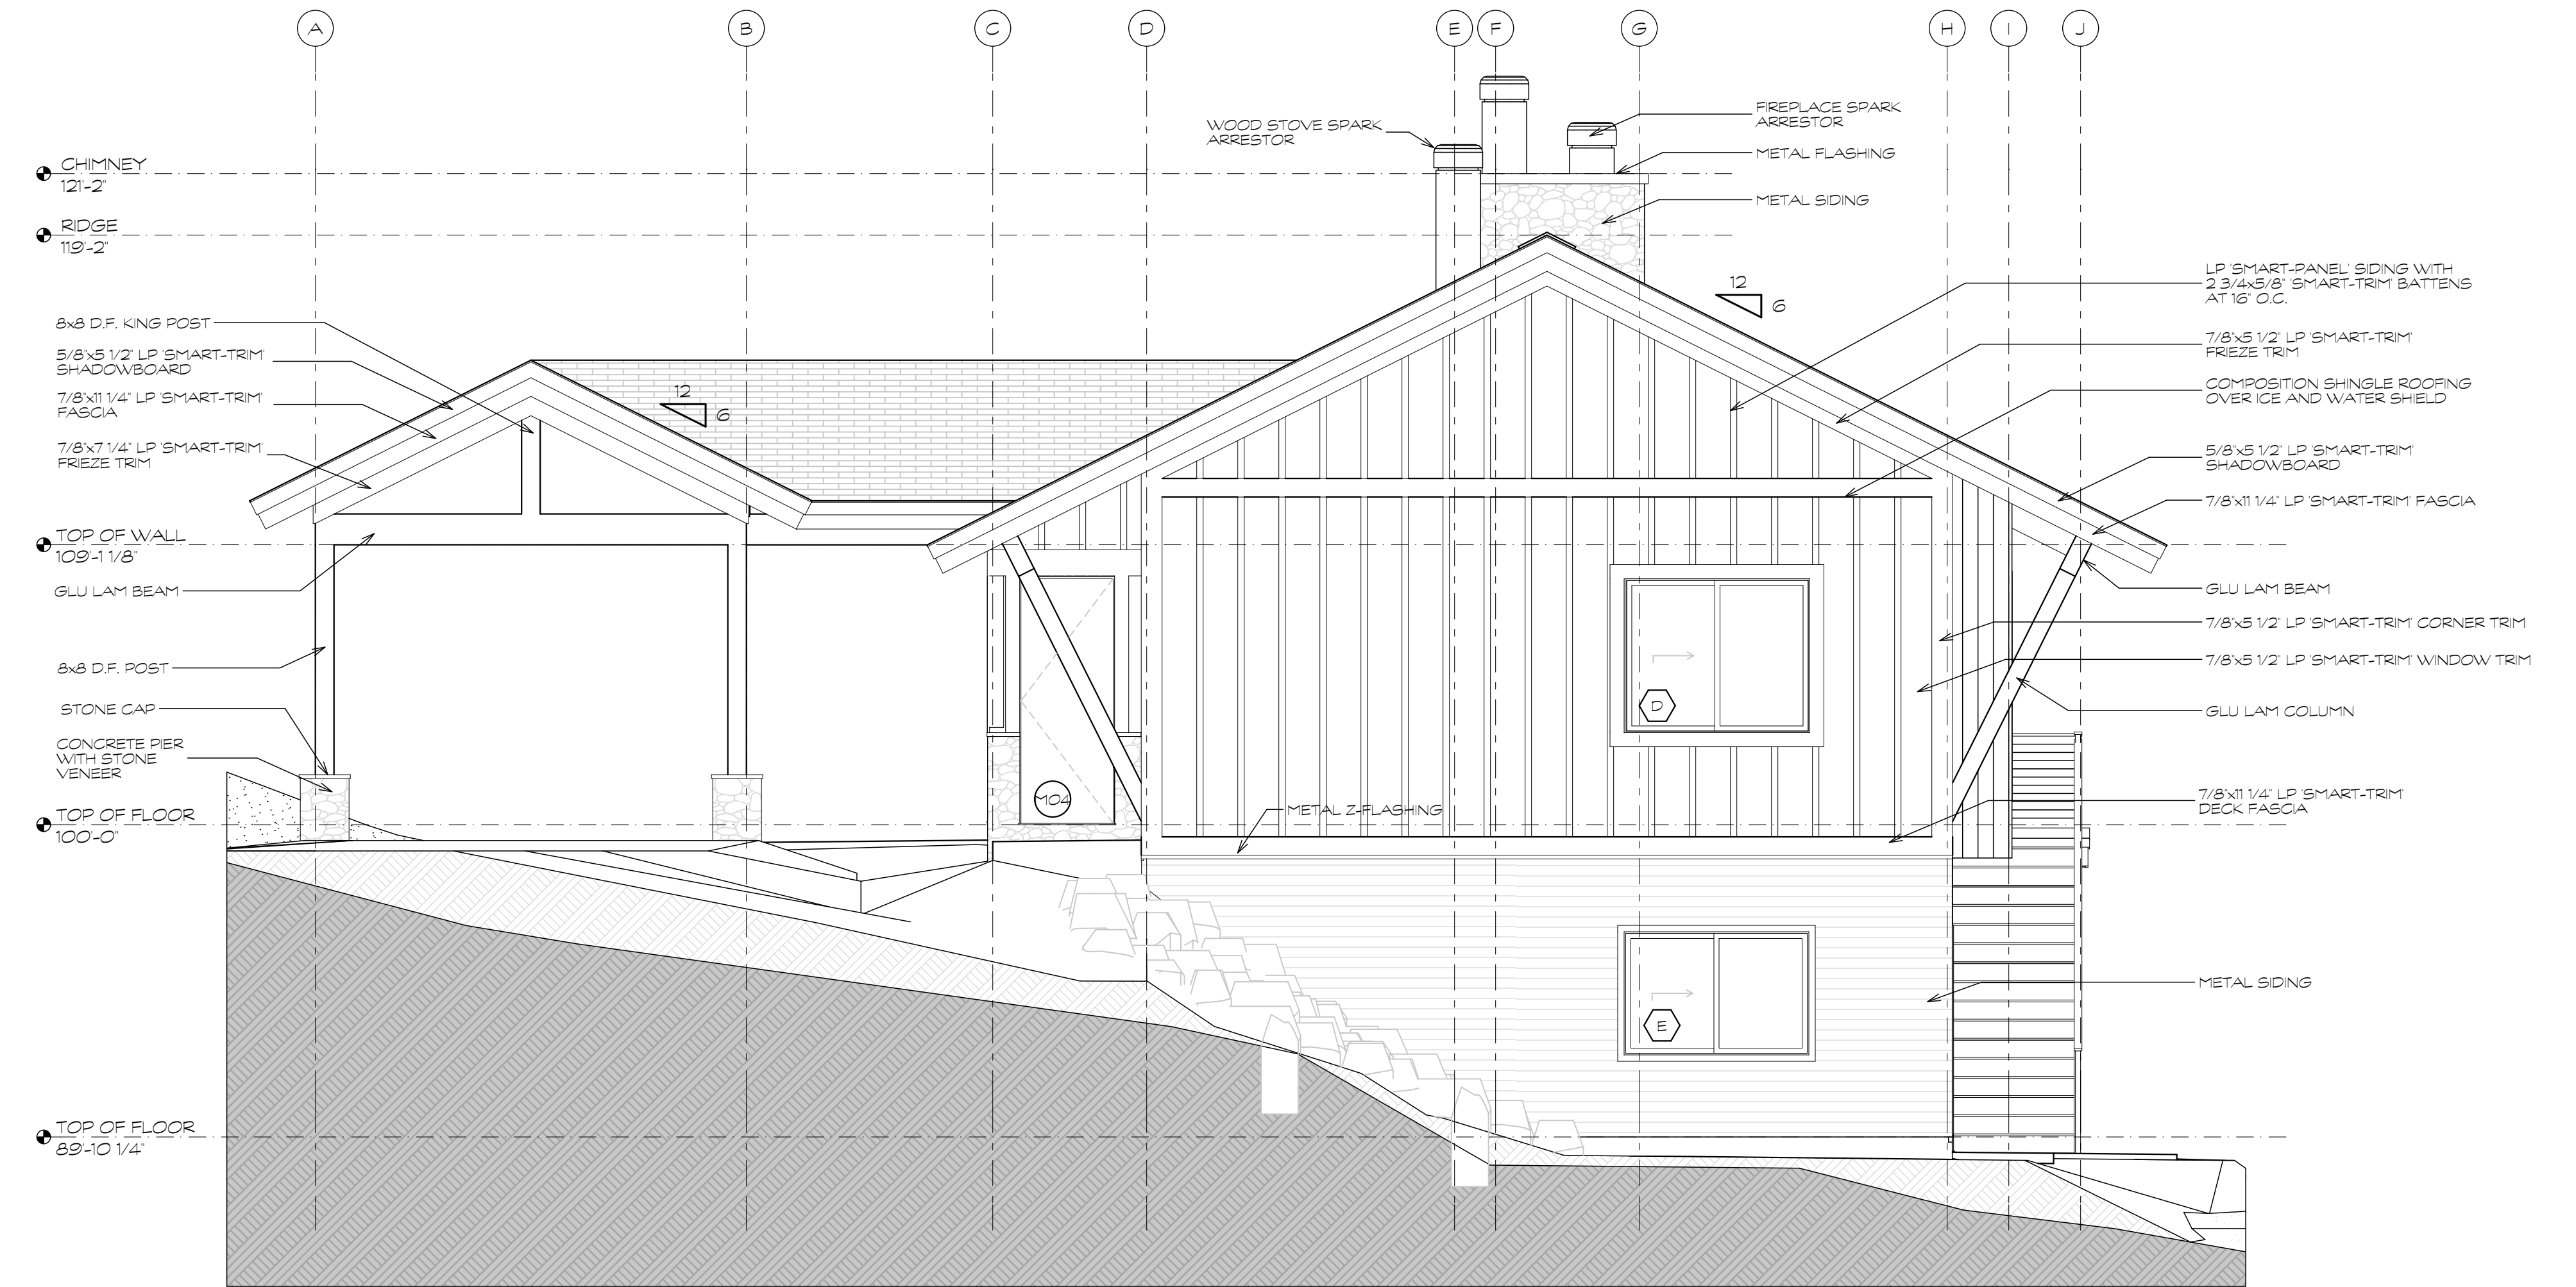 A
B
C
D
E
F
G
H
I
J
CHIMNEY
121'-2"
RIDGE
119'-2"
WOOD STOVE SPARK
ARRESTOR
FIREPLACE SPARK
ARRESTOR
METAL FLASHING
METAL SIDING
12
6
12
6
8x8 D.F. KING POST
5/8"x5 1/2" LP 'SMART-TRIM'
SHADOWBOARD
7/8"x11 1/4" LP 'SMART-TRIM'
FASCIA
7/8"x7 1/4" LP 'SMART-TRIM'
FRIEZE TRIM
TOP OF WALL
109'-1 1/8"
GLU LAM BEAM
8x8 D.F. POST
STONE CAP
CONCRETE PIER
WITH STONE
VENEER
TOP OF FLOOR
100'-0"
TOP OF FLOOR
89'-10 1/4"
M04
METAL Z-FLASHING
D
E
LP 'SMART-PANEL' SIDING WITH
2 3/4x5/8" 'SMART-TRIM' BATTENS
AT 16" O.C.
7/8"x5 1/2" LP 'SMART-TRIM'
FRIEZE TRIM
COMPOSITION SHINGLE ROOFING
OVER ICE AND WATER SHIELD
5/8"x5 1/2" LP 'SMART-TRIM'
SHADOWBOARD
7/8"x11 1/4" LP 'SMART-TRIM' FASCIA
GLU LAM BEAM
7/8"x5 1/2" LP 'SMART-TRIM' CORNER TRIM
7/8"x5 1/2" LP 'SMART-TRIM' WINDOW TRIM
GLU LAM COLUMN
7/8"x11 1/4" LP 'SMART-TRIM'
DECK FASCIA
METAL SIDING